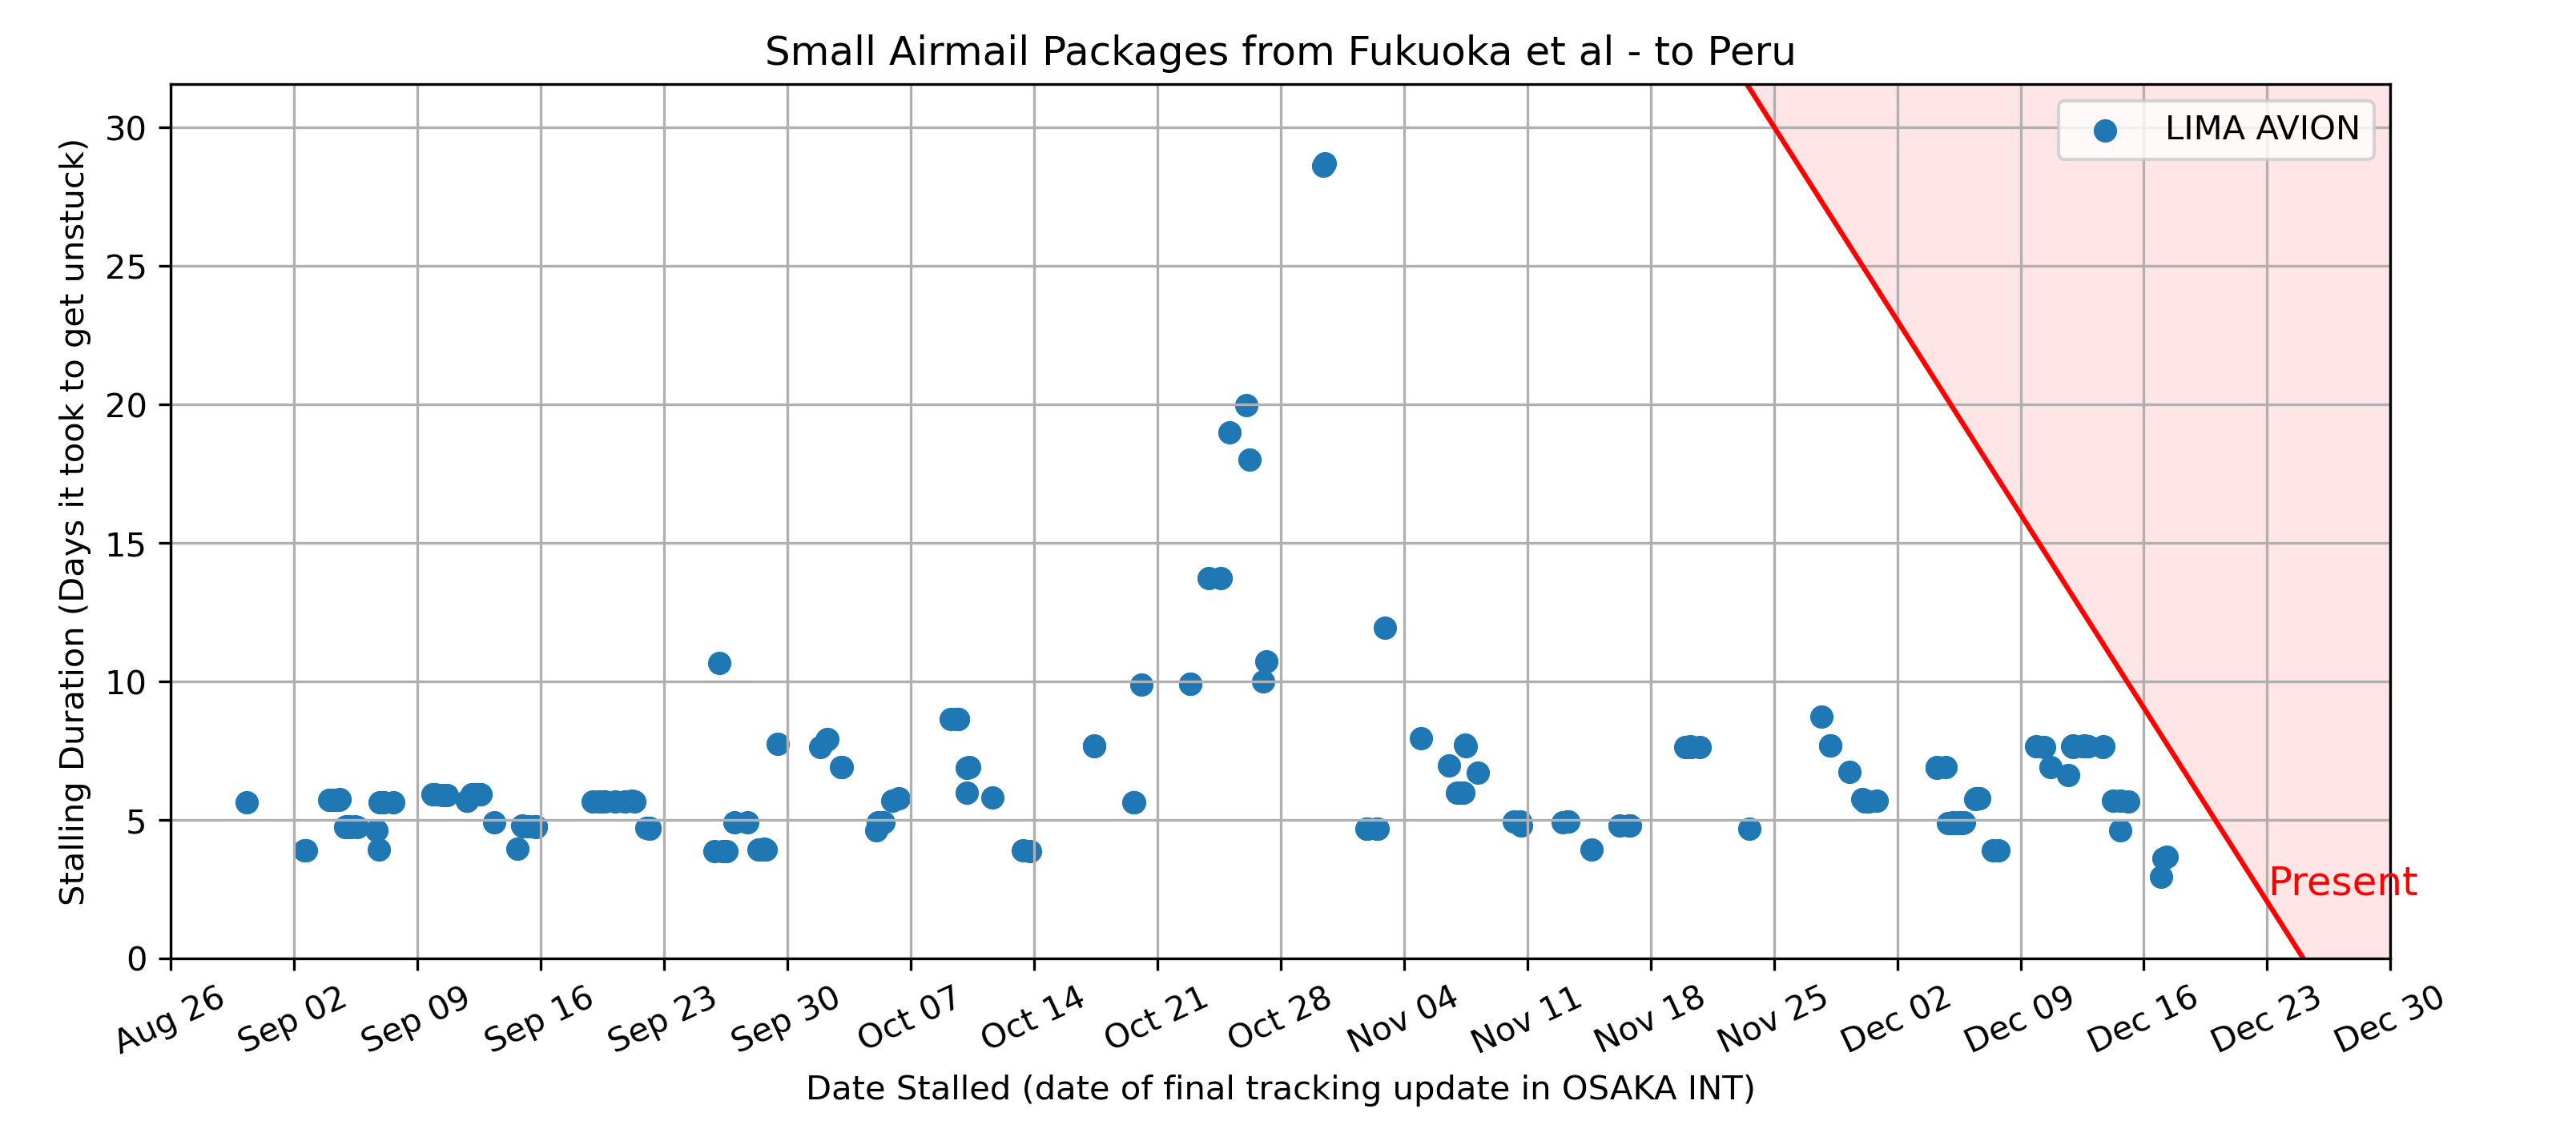 Small Airmail Packages from Fukuoka et al - to Peru
Stalling Duration (Days it took to get unstuck)
30
25
20
15
10
5
0
LIMA AVION
Present
Aug 26
Sep 02
Sep 09
Sep 16
Sep 23
Sep 30
Oct 07
Oct 14
Oct 21
Oct 28
Nov 04
Nov 11
Nov 18
Nov 25
Dec 02
Dec 09
Dec 16
Dec 23
Dec 30
Date Stalled (date of final tracking update in OSAKA INT)